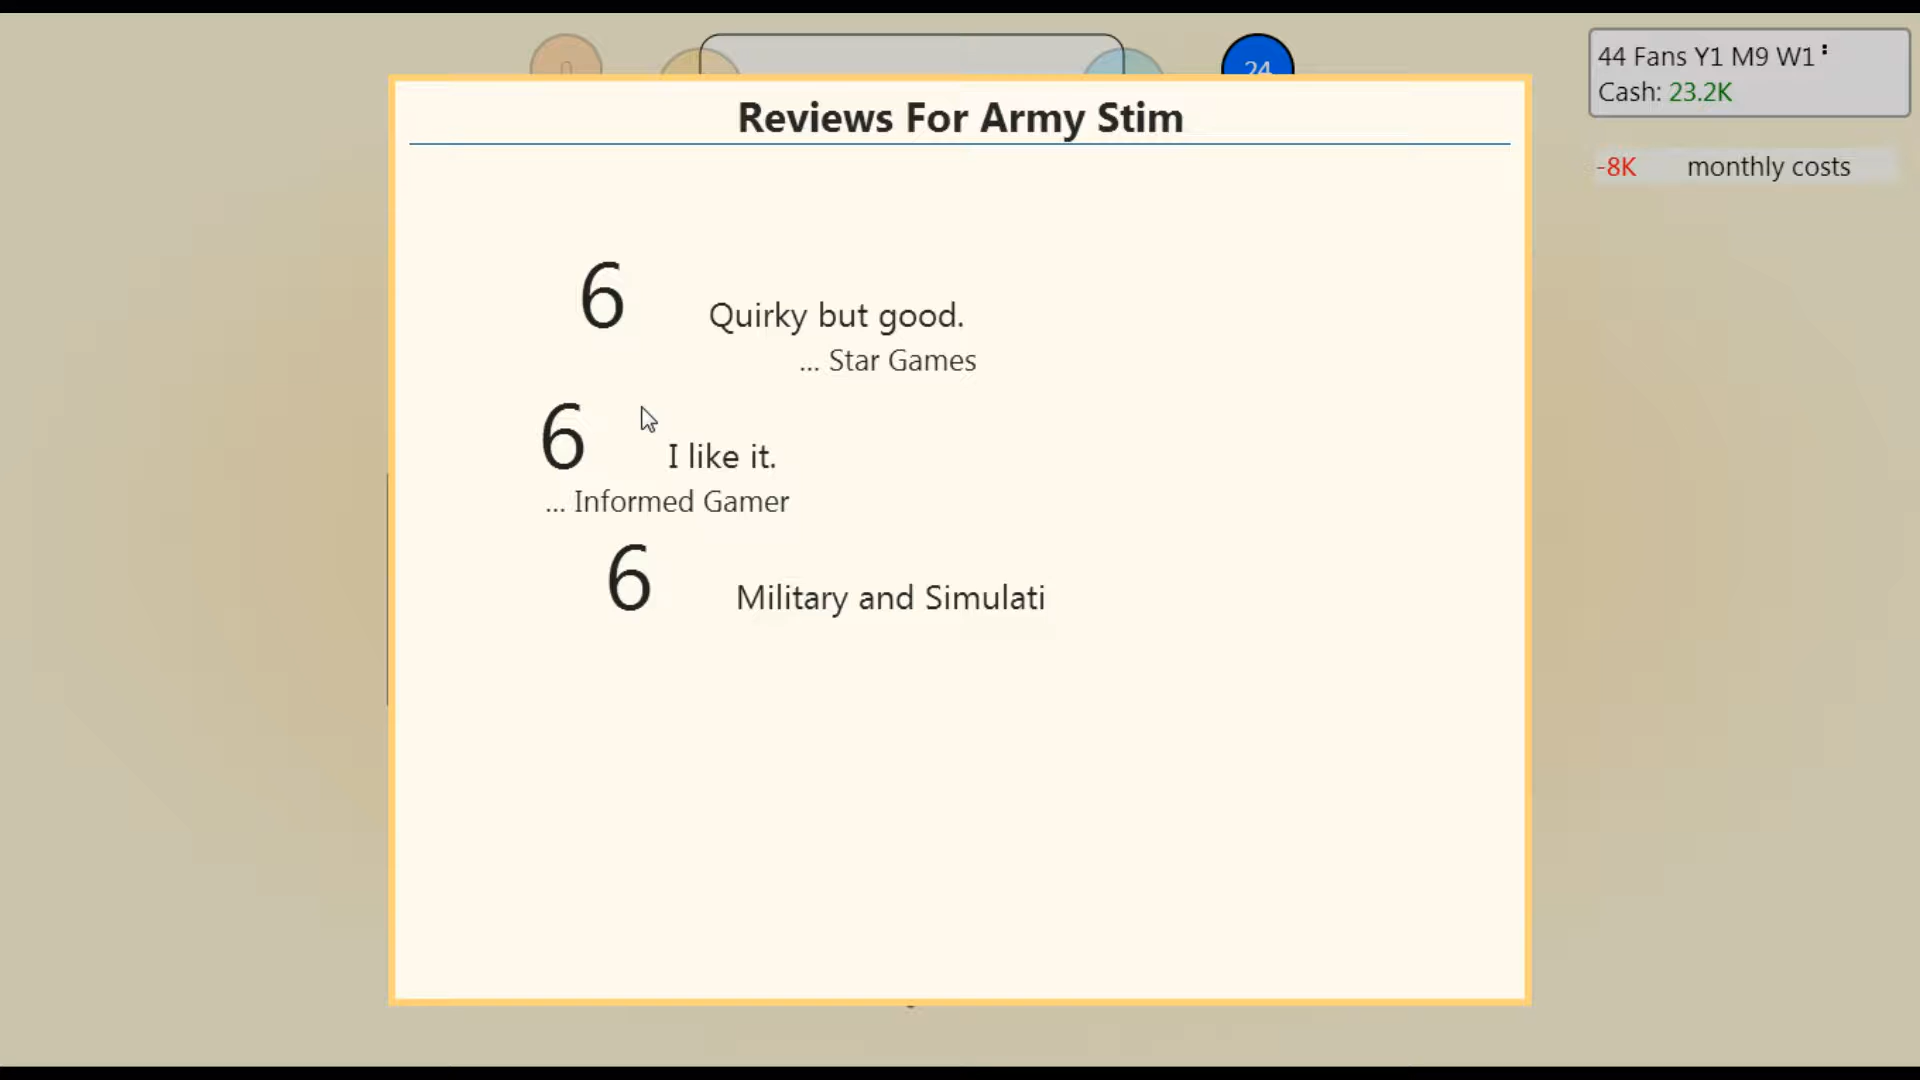 24
44 Fans Y1 M9 W1
Cash: 23.2K
-8K monthly costs
Reviews For Army Stim
6 Quirky but good.
... Star Games
6 I like it.
... Informed Gamer
6 Military and Simulati